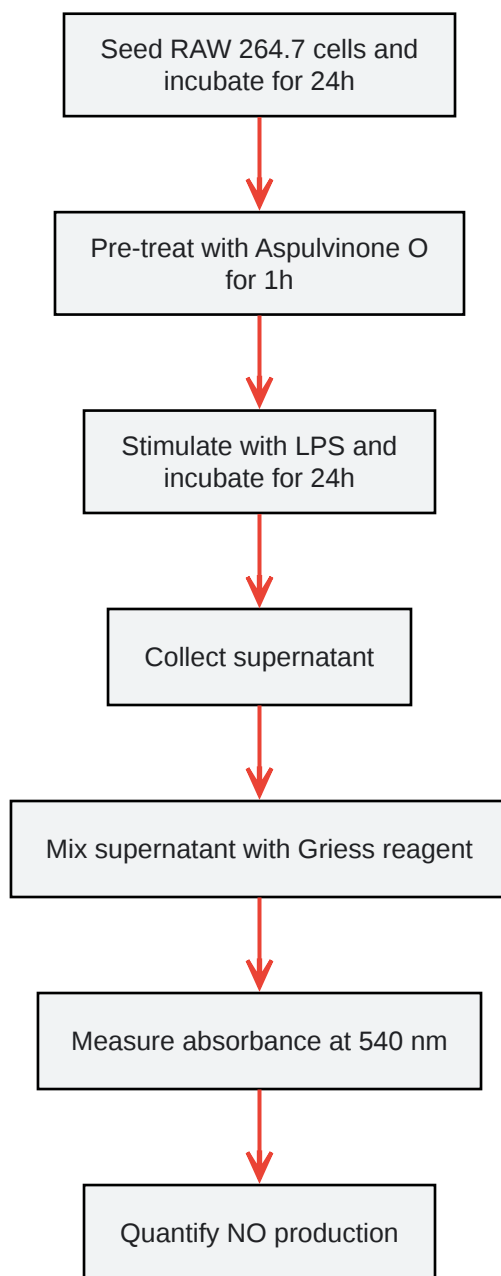 Seed RAW 264.7 cells and
incubate for 24h
Pre-treat with Aspulvinone O
for 1h
Stimulate with LPS and
incubate for 24h
Collect supernatant
Mix supernatant with Griess reagent
Measure absorbance at 540 nm
Quantify NO production